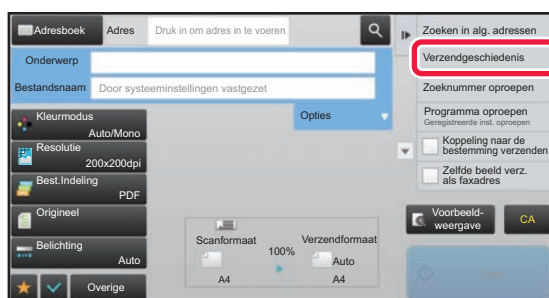 Adresboek
Adres
Druk in om adres in te voeren
Onderwerp
Bestandsnaam
Door systeeminstellingen vastgezet
Opties
Kleurmodus
Auto/Mono
Resolutie
200x200dpi
Best.Indeling
PDF
Origineel
Belichting
Auto
Overige
Scanformaat
A4
100%
Verzendformaat
Auto
A4
Zoeken in alg. adressen
Verzendgeschiedenis
Zoeknummer oproepen
Programma oproepen
Geregistreerde inst. oproepen
Koppeling naar de
bestemming verzenden
Zelfde beeld verz.
als faxadres
Voorbeeld-
weergave
CA
Start